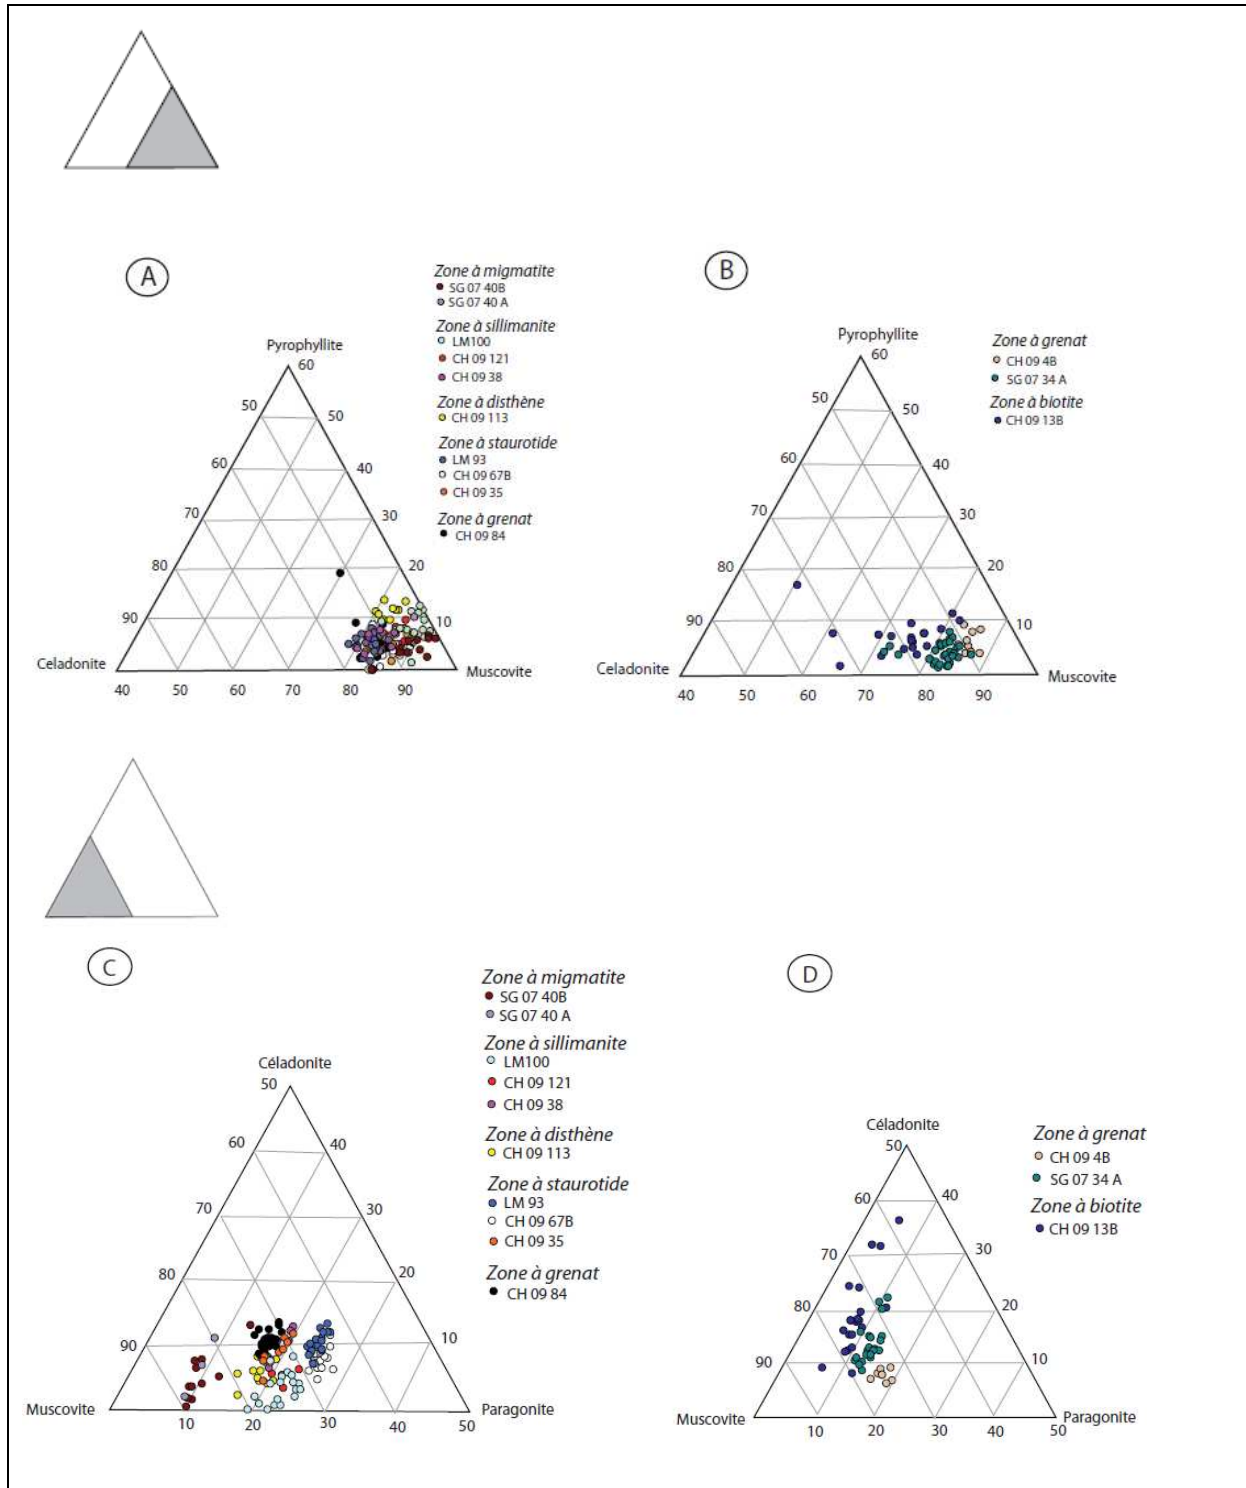 A
Zone à migmatite
SG 07 40B
SG 07 40 A
Zone à sillimanite
LM100
CH 09 121
CH 09 38
Zone à disthène
CH 09 113
Zone à staurotide
LM 93
CH 09 67B
CH 09 35
Zone à grenat
CH 09 84
Pyrophyllite
60
50 50
60 40
70 30
80 20
90 10
Celadonite Muscovite
40 50 60 70 80 90
B
Zone à grenat
CH 09 4B
SG 07 34 A
Zone à biotite
CH 09 13B
Pyrophyllite
60
50 50
60 40
70 30
80 20
90 10
Celadonite Muscovite
40 50 60 70 80 90
C
Zone à migmatite
SG 07 40B
SG 07 40 A
Zone à sillimanite
LM100
CH 09 121
CH 09 38
Zone à disthène
CH 09 113
Zone à staurotide
LM 93
CH 09 67B
CH 09 35
Zone à grenat
CH 09 84
Céladonite
50
60 40
70 30
80 20
90 10
Muscovite Paragonite
10 20 30 40 50
D
Zone à grenat
CH 09 4B
SG 07 34 A
Zone à biotite
CH 09 13B
Céladonite
50
60 40
70 30
80 20
90 10
Muscovite Paragonite
10 20 30 40 50